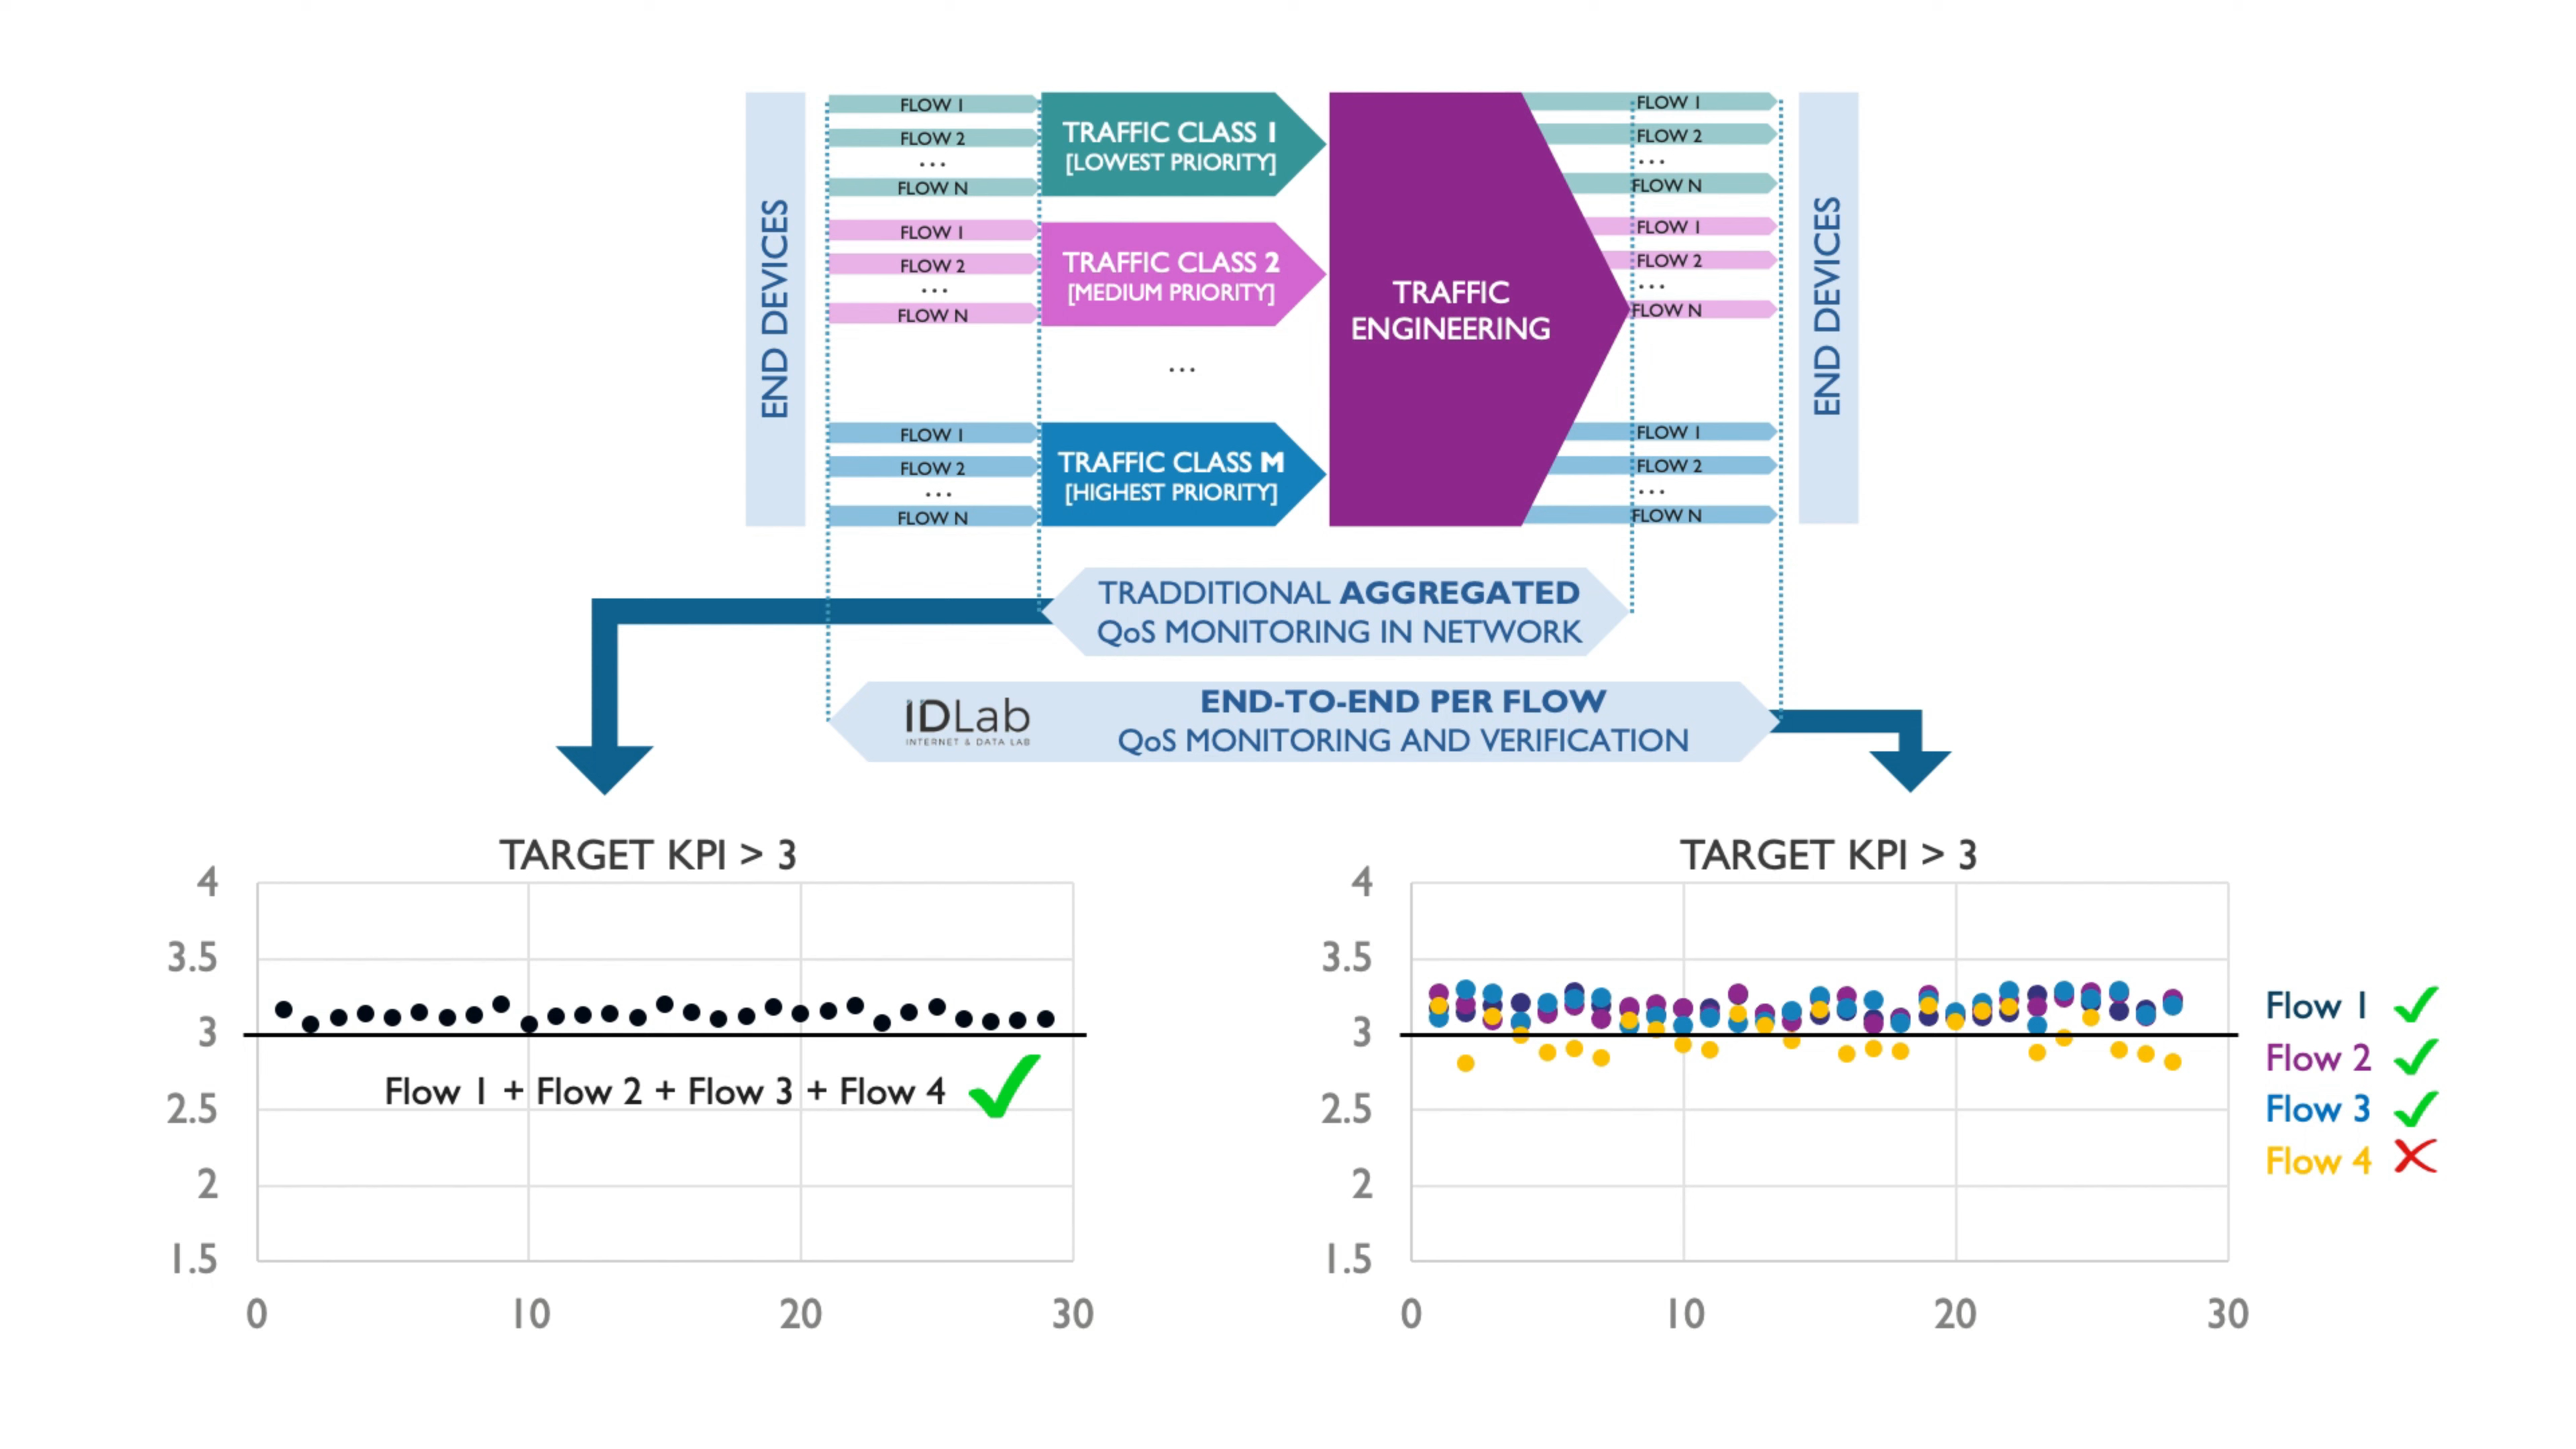 END DEVICES
FLOW 1
FLOW 2
...
FLOW N
FLOW 1
FLOW 2
...
FLOW N
FLOW 1
FLOW 2
...
FLOW N
TRAFFIC CLASS 1
[LOWEST PRIORITY]
TRAFFIC CLASS 2
[MEDIUM PRIORITY]
...
TRAFFIC CLASS M
[HIGHEST PRIORITY]
TRAFFIC
ENGINEERING
FLOW 1
FLOW 2
...
FLOW N
FLOW 1
FLOW 2
...
FLOW N
FLOW 1
FLOW 2
...
FLOW N
END DEVICES
TRADDITIONAL AGGREGATED
QoS MONITORING IN NETWORK
IDLab
INTERNET & DATA LAB
END-TO-END PER FLOW
QoS MONITORING AND VERIFICATION
TARGET KPI > 3
4
3.5
3
2.5
2
1.5
0 10 20 30
Flow 1 + Flow 2 + Flow 3 + Flow 4
TARGET KPI > 3
4
3.5
3
2.5
2
1.5
0 10 20 30
Flow 1
Flow 2
Flow 3
Flow 4